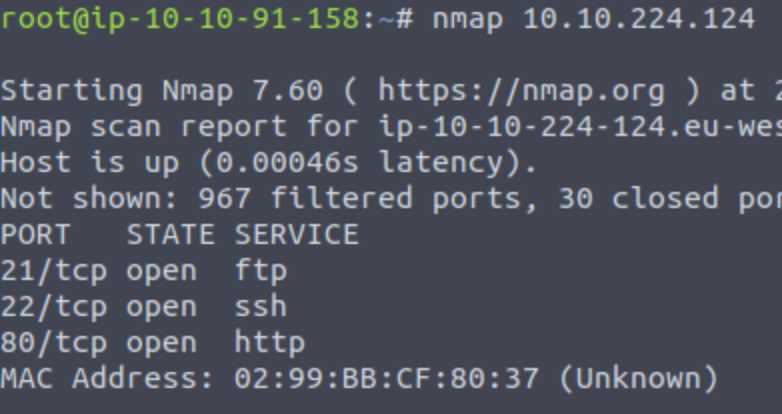 root@ip-10-10-91-158:~# nmap 10.10.224.124
Starting Nmap 7.60 ( https://nmap.org ) at
Nmap scan report for ip-10-10-224-124.eu-wes
Host is up (0.00046s latency).
Not shown: 967 filtered ports, 30 closed por
PORT   STATE SERVICE
21/tcp open  ftp
22/tcp open  ssh
80/tcp open  http
MAC Address: 02:99:BB:CF:80:37 (Unknown)